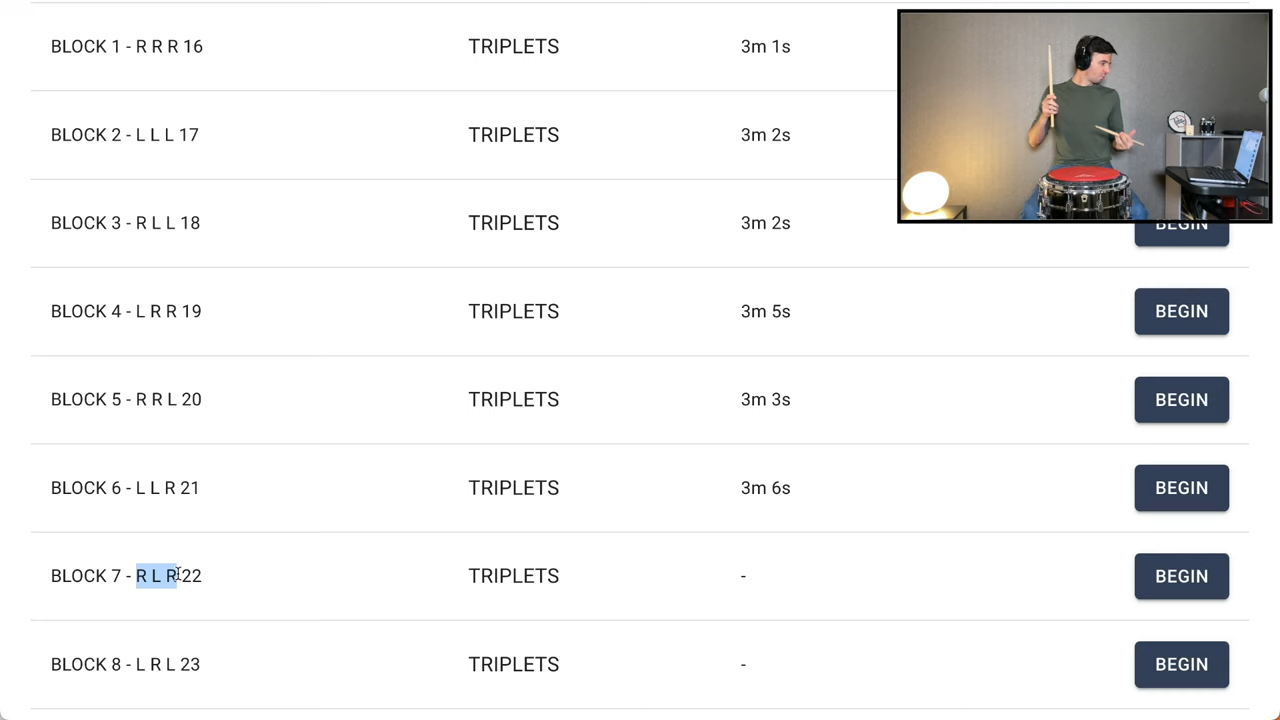 BLOCK 1 - R R R 16 TRIPLETS 3m 1s
BLOCK 2 - L L L 17 TRIPLETS 3m 2s
BLOCK 3 - R L L 18 TRIPLETS 3m 2s BEGIN
BLOCK 4 - L R R 19 TRIPLETS 3m 5s BEGIN
BLOCK 5 - R R L 20 TRIPLETS 3m 3s BEGIN
BLOCK 6 - L L R 21 TRIPLETS 3m 6s BEGIN
BLOCK 7 - R L R 22 TRIPLETS - BEGIN
BLOCK 8 - L R L 23 TRIPLETS - BEGIN